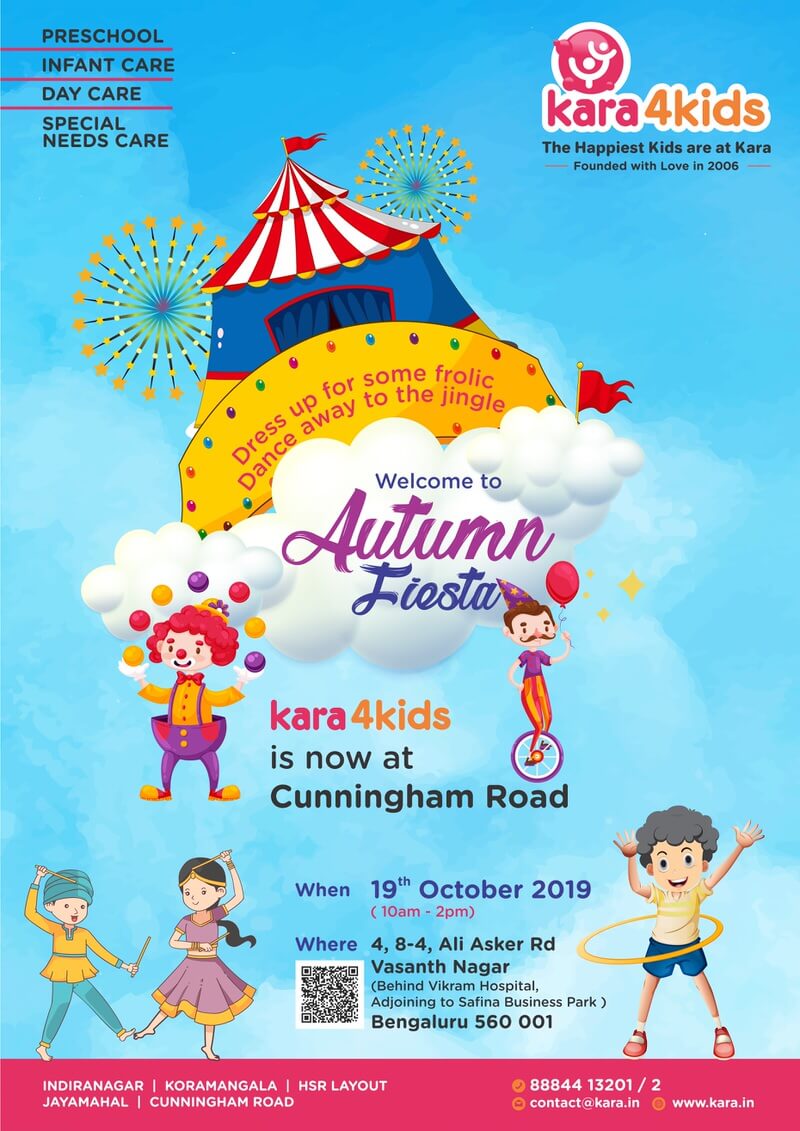 PRESCHOOL
INFANT CARE
DAY CARE
SPECIAL
NEEDS CARE
kara4kids
The Happiest Kids are at Kara
Founded with Love in 2006
Dress up for some frolic
Dance away to the jingle
Welcome to
Autumn
Fiesta
kara4kids
is now at
Cunningham Road
When 19th October 2019
( 10am - 2pm)
Where 4, 8-4, Ali Asker Rd
Vasanth Nagar
(Behind Vikram Hospital,
Adjoining to Safina Business Park )
Bengaluru 560 001
INDIRANAGAR | KORAMANGALA | HSR LAYOUT
JAYAMAHAL | CUNNINGHAM ROAD
88844 13201 / 2
contact@kara.in www.kara.in